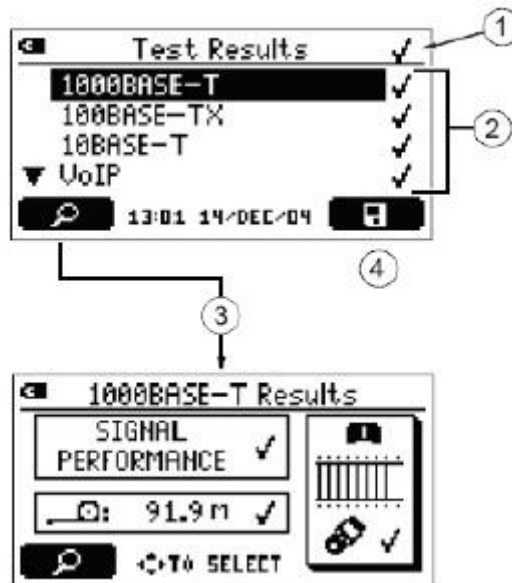 1
Test Results
1000BASE-T
100BASE-TX
10BASE-T
VoIP
2
13:01 14/DEC/04
4
3
1000BASE-T Results
SIGNAL
PERFORMANCE
: 91.9 m
TO SELECT